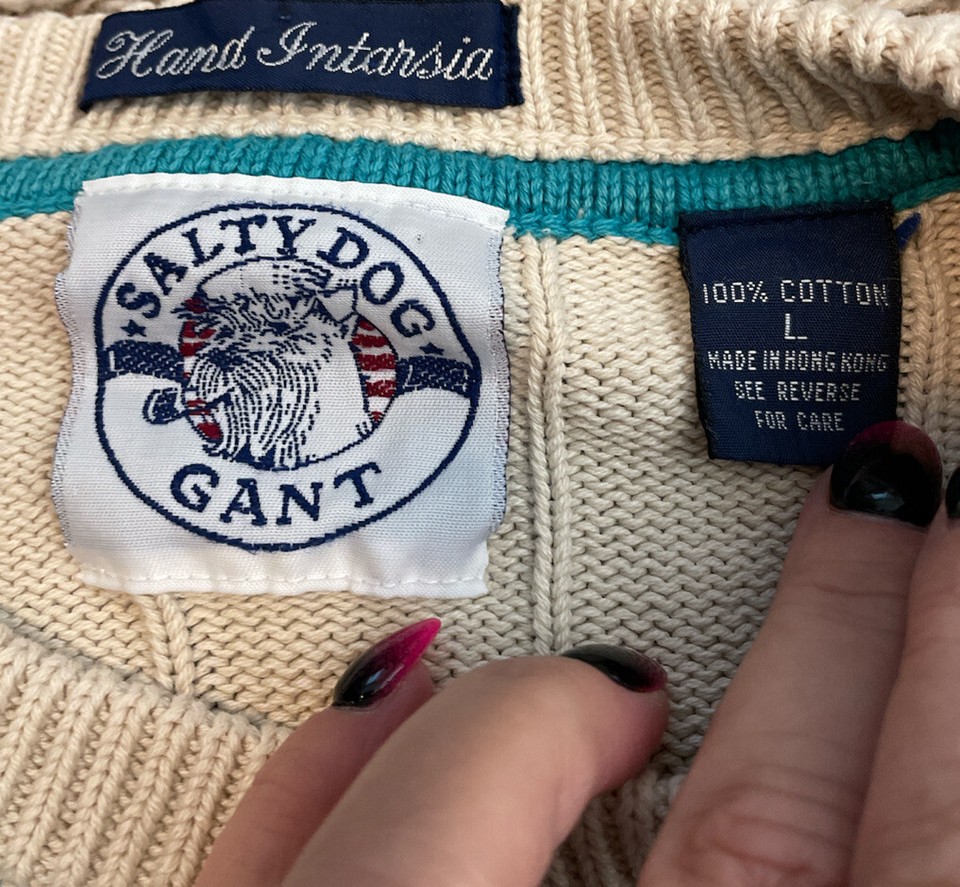 Hand Intarsia
SALTY DOG
GANT
100% COTTON
L
MADE IN HONG KONG
SEE REVERSE
FOR CARE